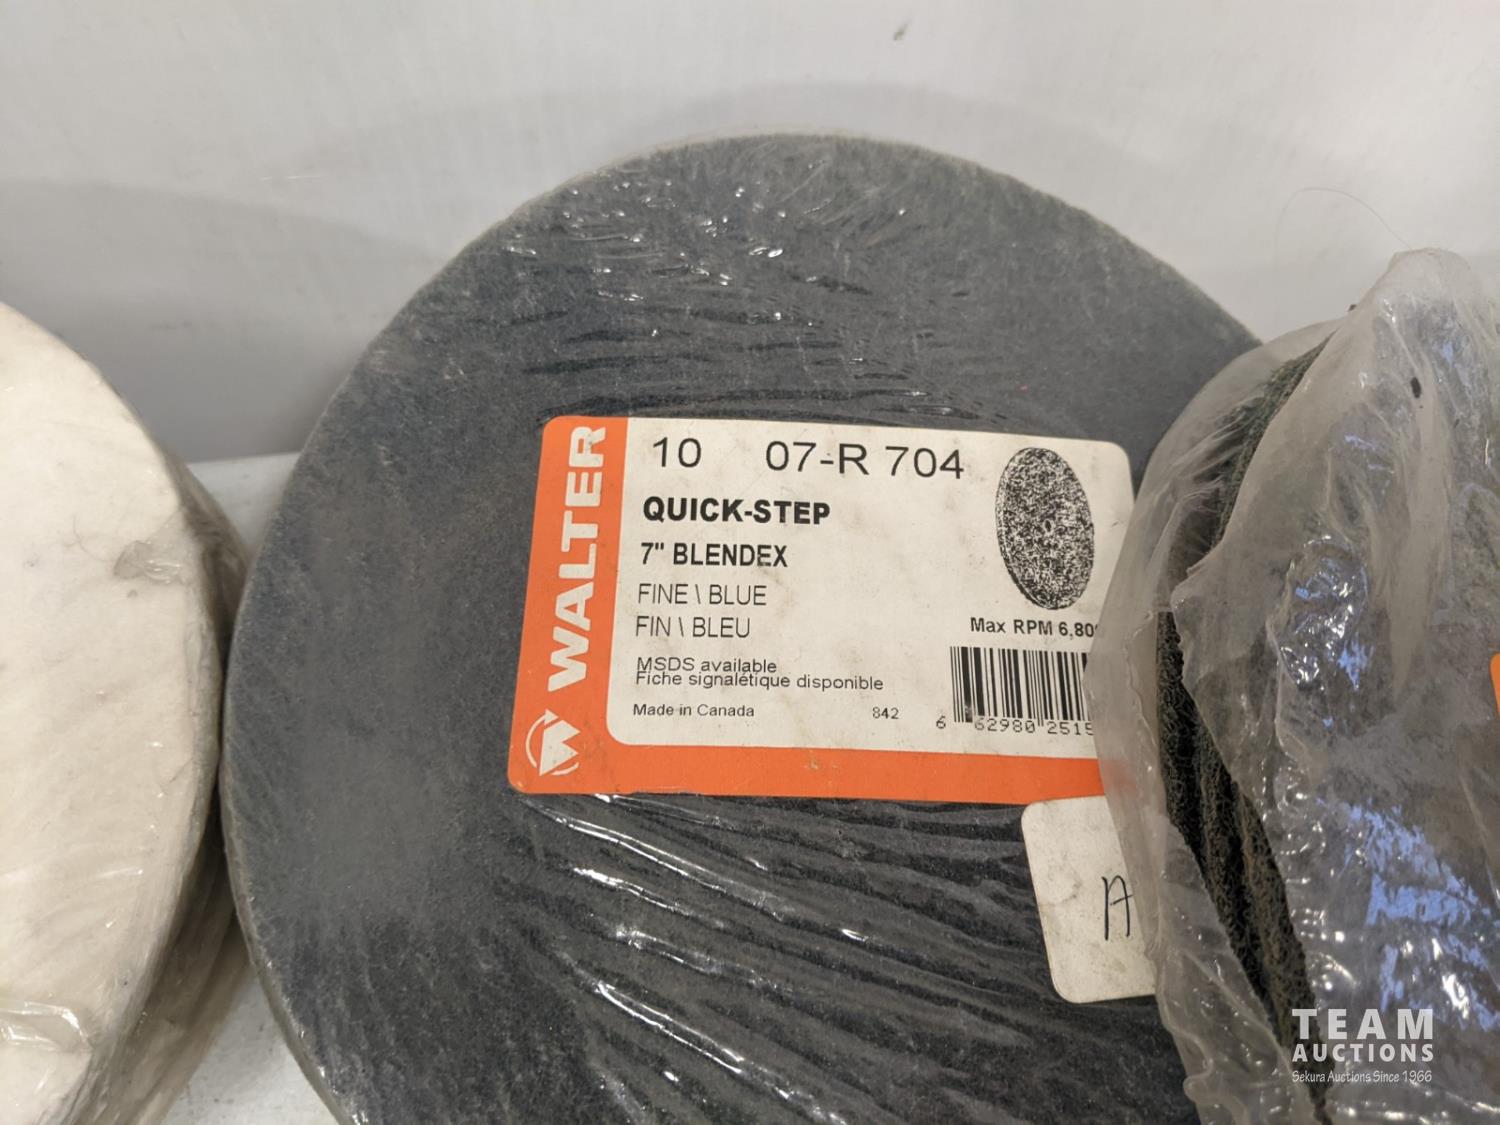 WALTER
10 07-R 704
QUICK-STEP
7" BLENDEX
FINE \ BLUE
FIN \ BLEU
Max RPM 6,80
MSDS available
Fiche signalétique disponible
Made in Canada 842
6 62980 2515
A
TEAM
AUCTIONS
Sekura Auctions Since 1966